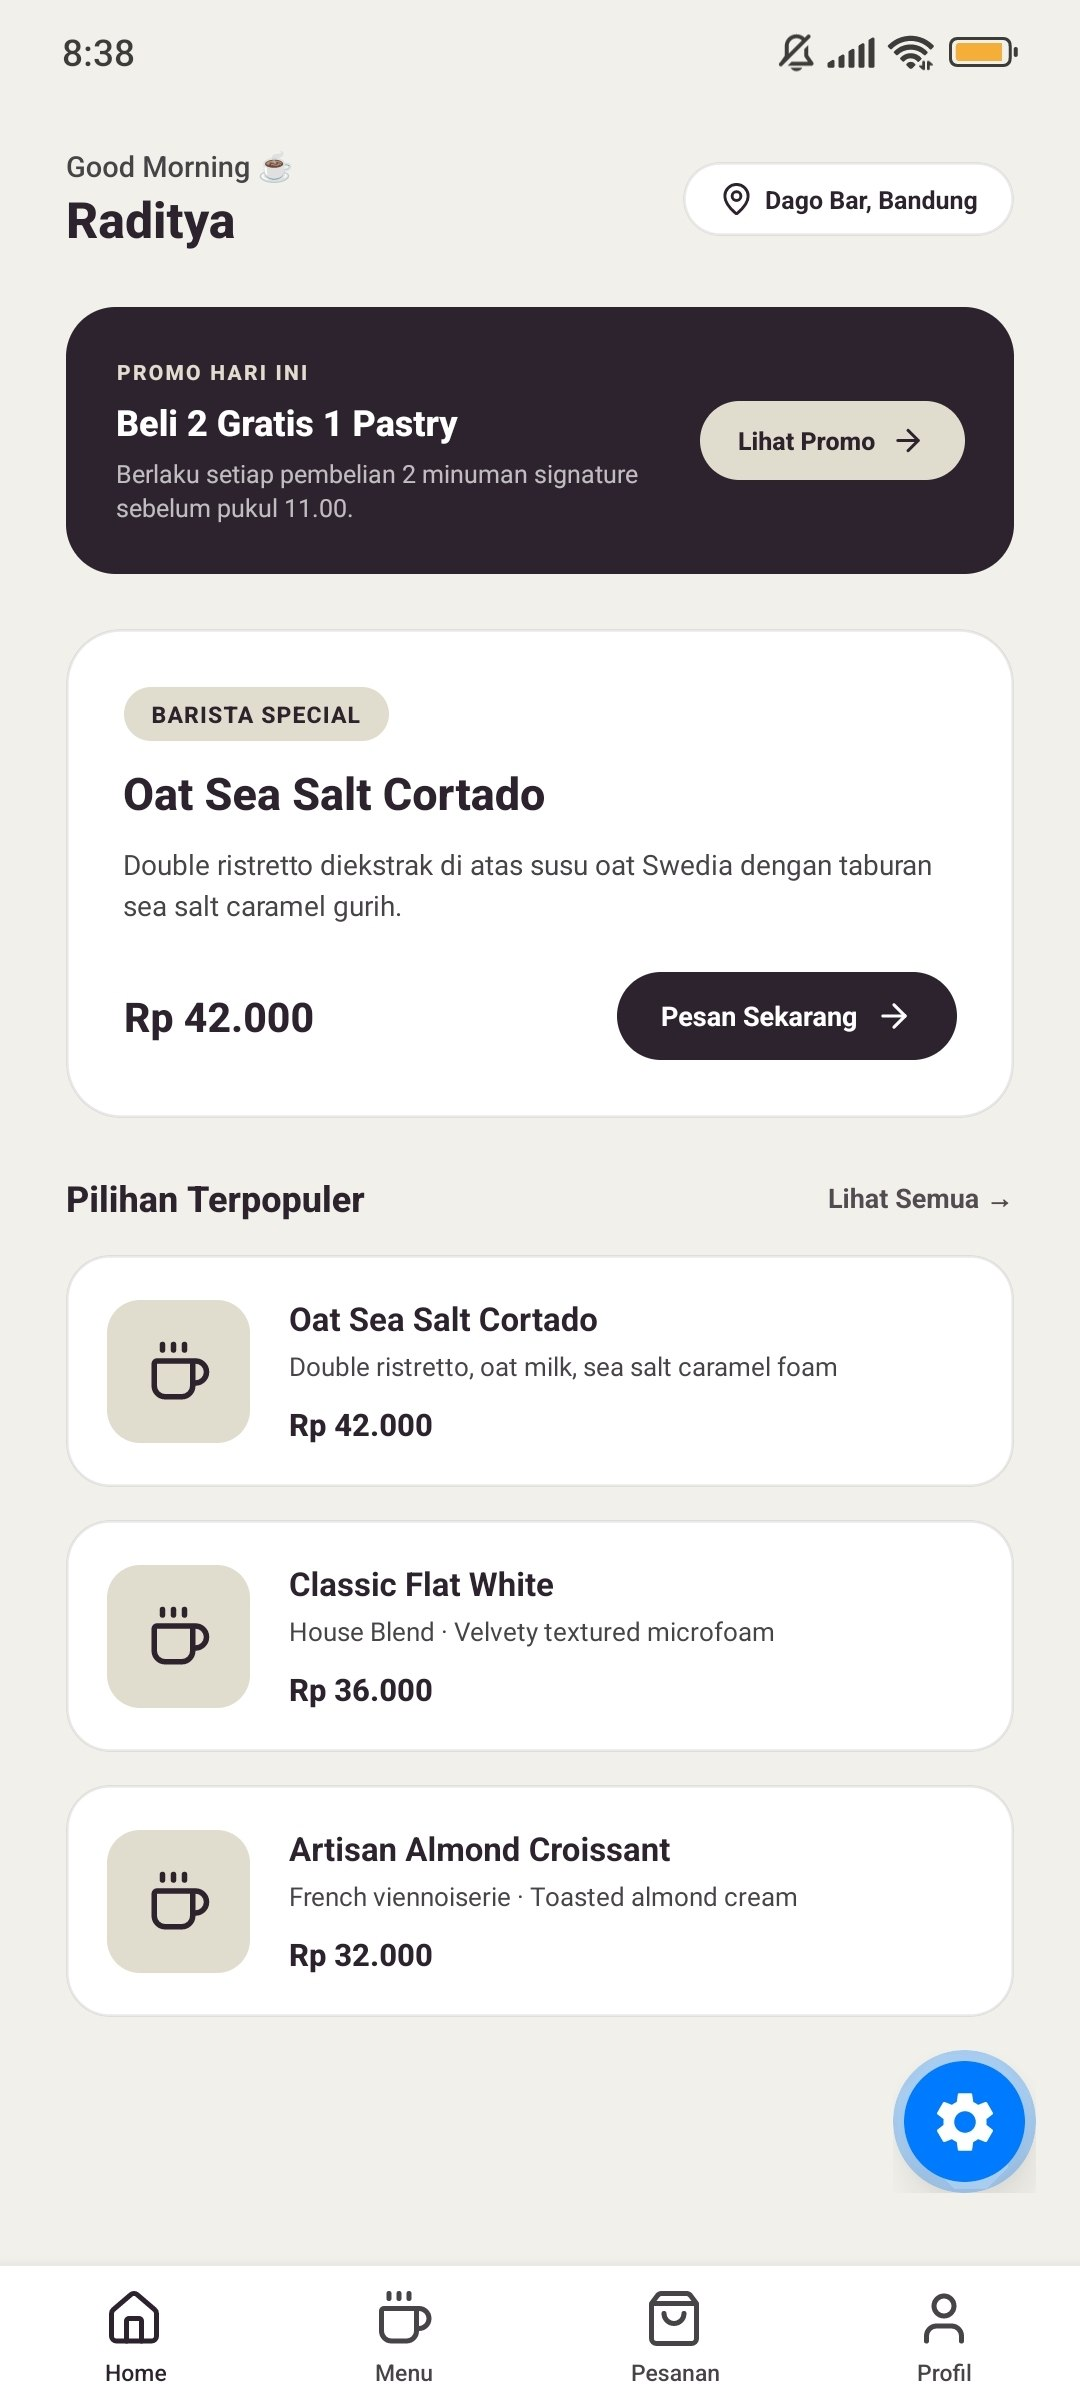 8:38
Good Morning ☕
Raditya
Dago Bar, Bandung
PROMO HARI INI
Beli 2 Gratis 1 Pastry
Berlaku setiap pembelian 2 minuman signature
sebelum pukul 11.00.
Lihat Promo →
BARISTA SPECIAL
Oat Sea Salt Cortado
Double ristretto diekstrak di atas susu oat Swedia dengan taburan
sea salt caramel gurih.
Rp 42.000
Pesan Sekarang →
Pilihan Terpopuler
Lihat Semua →
Oat Sea Salt Cortado
Double ristretto, oat milk, sea salt caramel foam
Rp 42.000
Classic Flat White
House Blend · Velvety textured microfoam
Rp 36.000
Artisan Almond Croissant
French viennoiserie · Toasted almond cream
Rp 32.000
Home
Menu
Pesanan
Profil